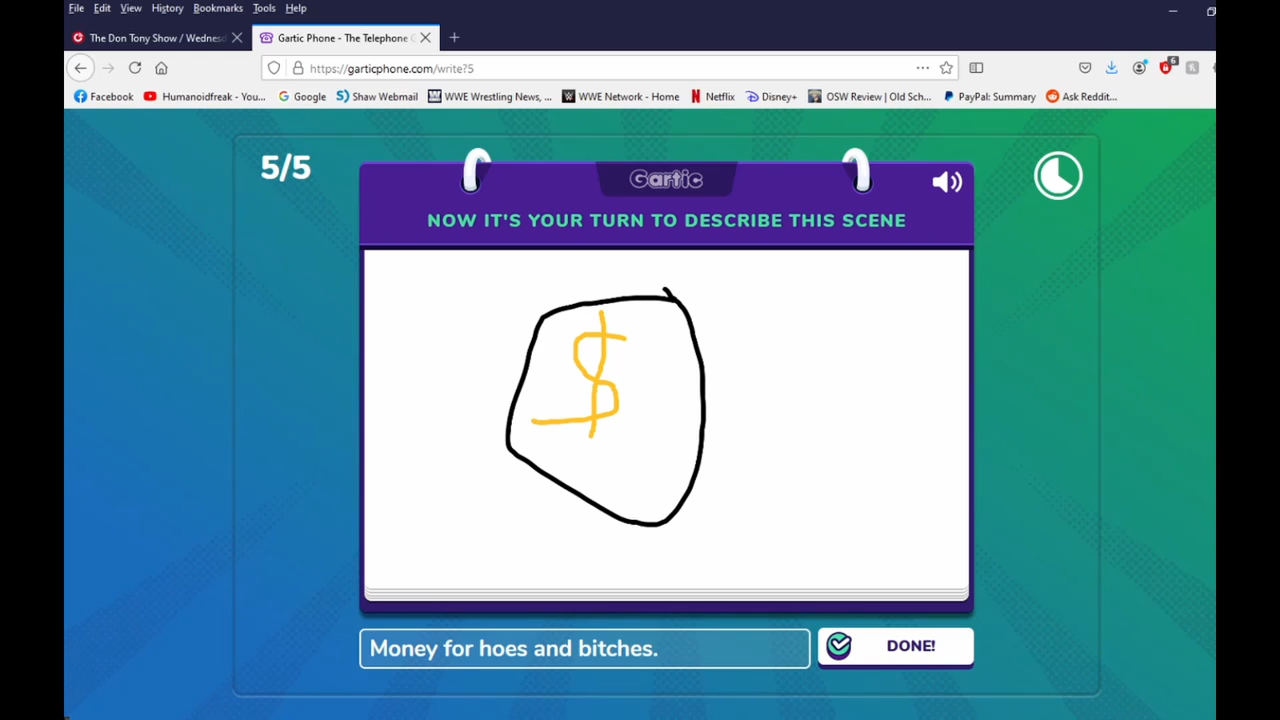 File Edit View History Bookmarks Tools Help
The Don Tony Show / Wednesd
Gartic Phone - The Telephone G
https://garticphone.com/write?5
Facebook Humanoidfreak - You... Google Shaw Webmail WWE Wrestling News, ... WWE Network - Home Netflix Disney+ OSW Review | Old Sch... PayPal: Summary Ask Reddit...
5/5
Gartic
NOW IT'S YOUR TURN TO DESCRIBE THIS SCENE
$
Money for hoes and bitches.
DONE!